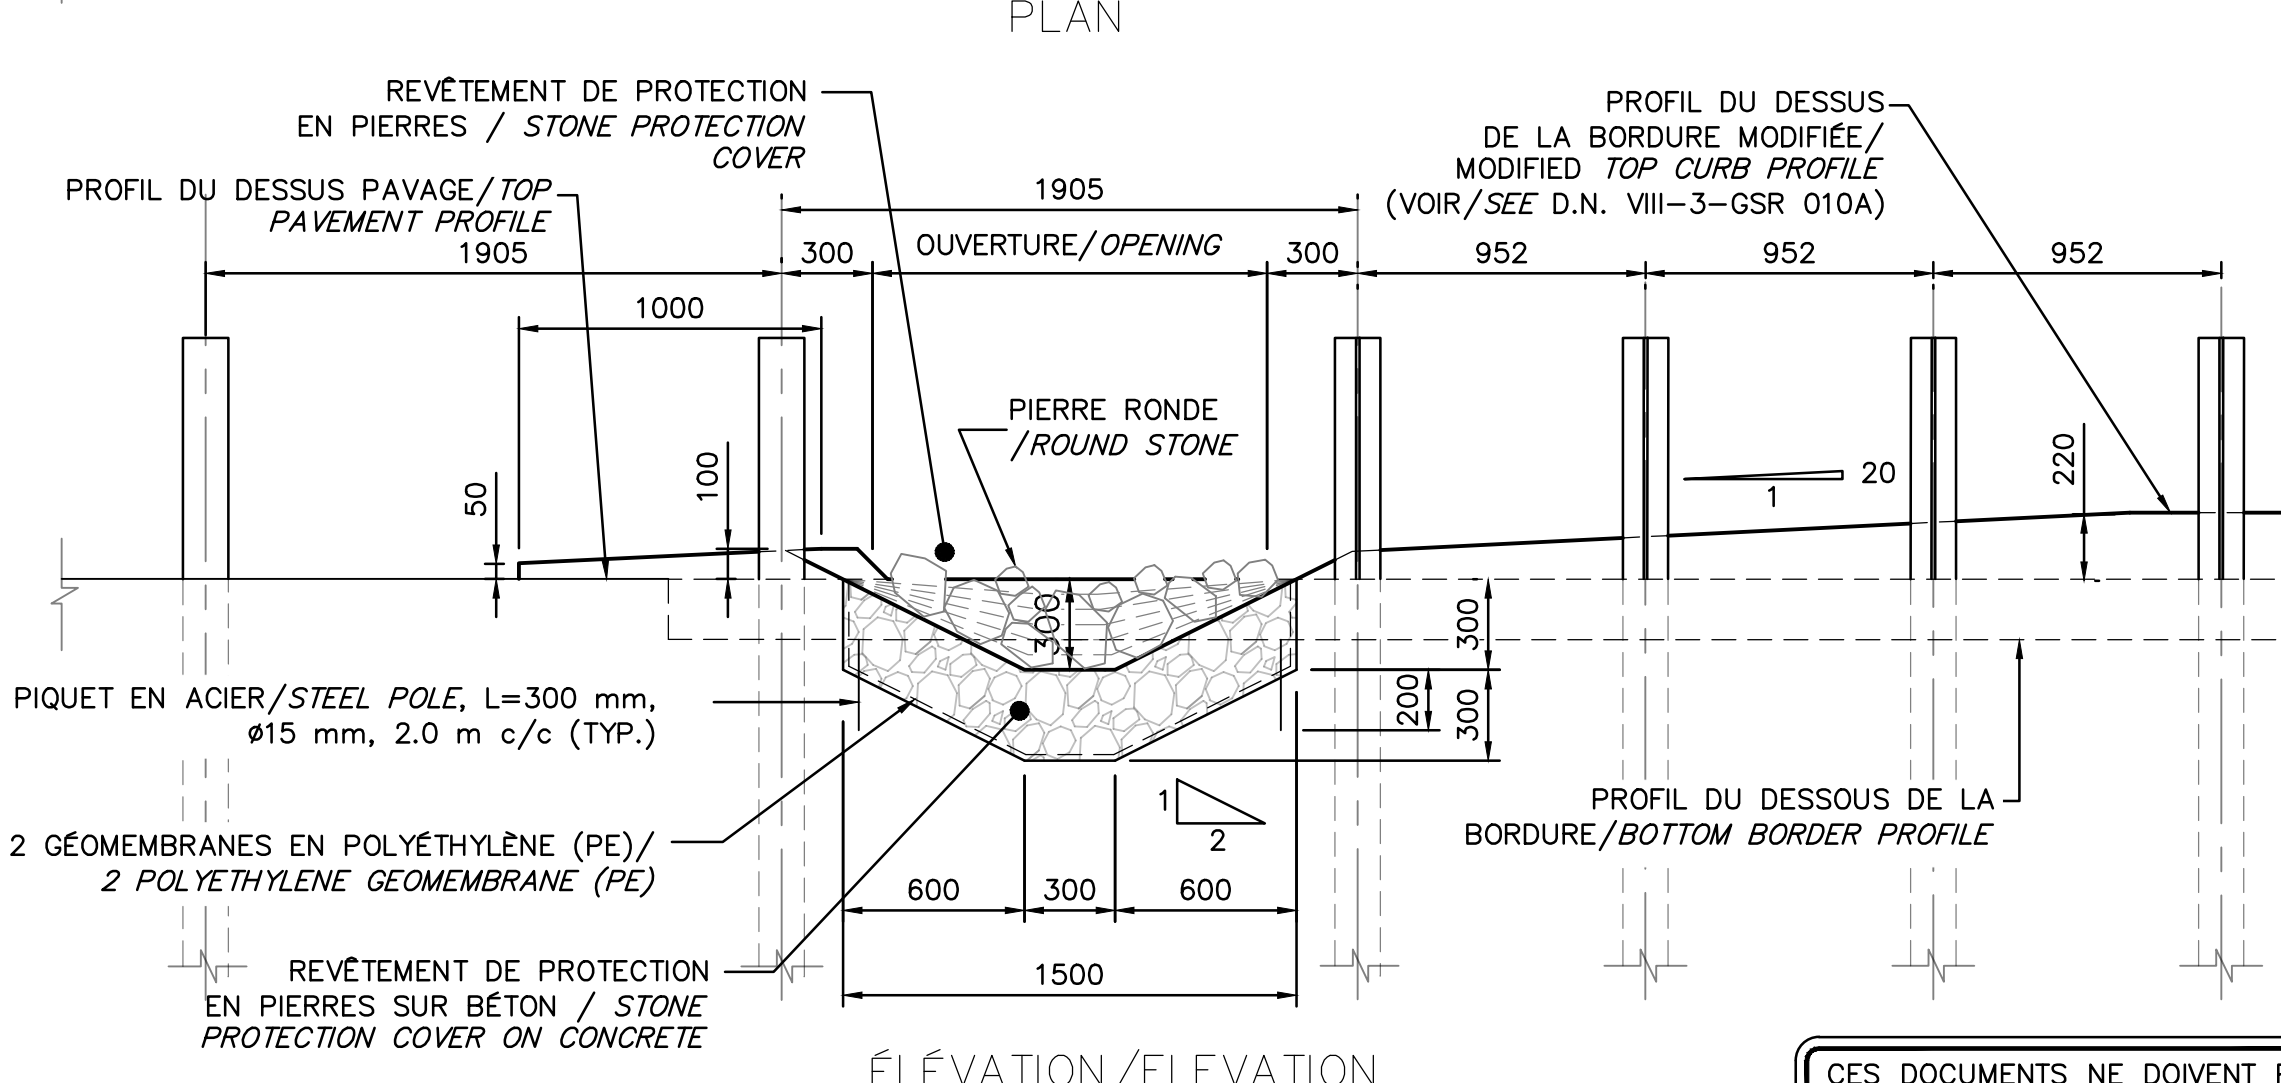 PLAN
REVÊTEMENT DE PROTECTION
EN PIERRES / STONE PROTECTION
COVER
PROFIL DU DESSUS PAVAGE/TOP
PAVEMENT PROFILE
PROFIL DU DESSUS
DE LA BORDURE MODIFIÉE/
MODIFIED TOP CURB PROFILE
(VOIR/SEE D.N. VIII-3-GSR 010A)
1905
1905
300
OUVERTURE/OPENING
300
952
952
952
1000
PIERRE RONDE
/ROUND STONE
50
100
220
20
1
300
300
200
300
PIQUET EN ACIER/STEEL POLE, L=300 mm,
ø15 mm, 2.0 m c/c (TYP.)
2 GÉOMEMBRANES EN POLYÉTHYLÈNE (PE)/
2 POLYETHYLENE GEOMEMBRANE (PE)
1
2
PROFIL DU DESSOUS DE LA
BORDURE/BOTTOM BORDER PROFILE
600
300
600
1500
REVÊTEMENT DE PROTECTION
EN PIERRES SUR BÉTON / STONE
PROTECTION COVER ON CONCRETE
ÉLÉVATION/ELEVATION
CES DOCUMENTS NE DOIVENT